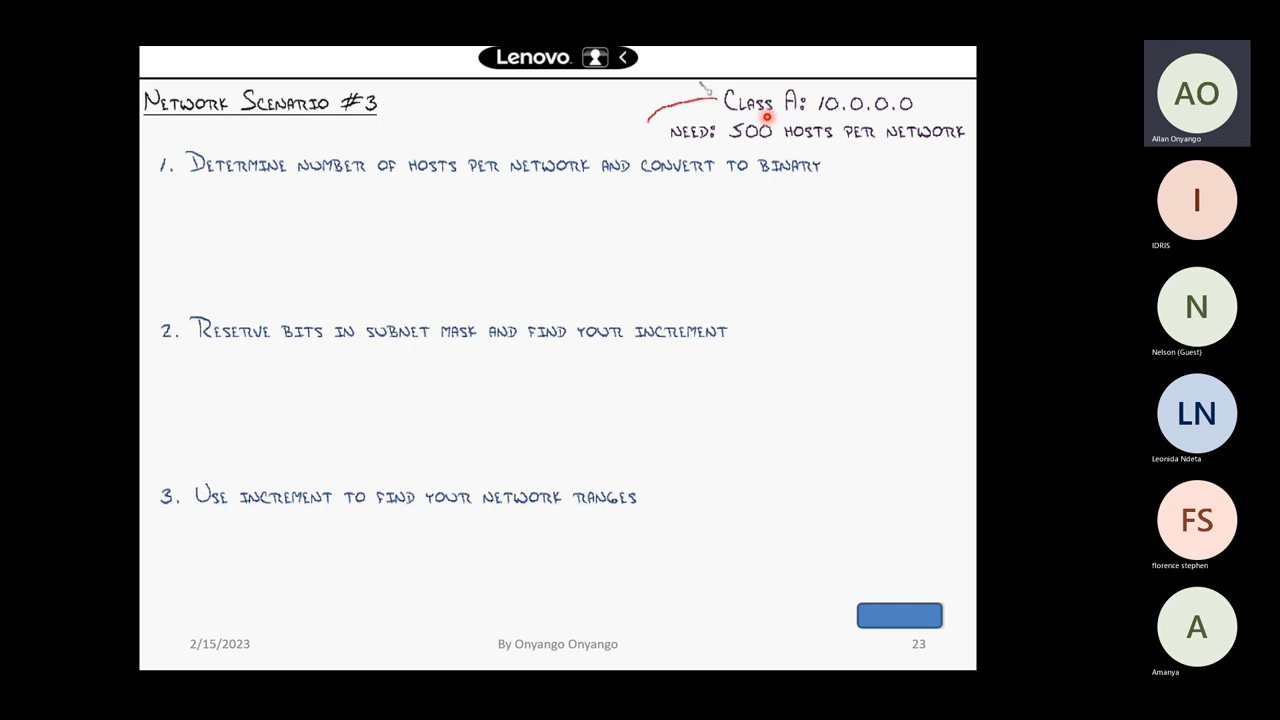 Lenovo.
NETWORK SCENARIO #3
CLASS A: 10.0.0.0
NEED: 500 HOSTS PER NETWORK
1. DETERMINE NUMBER OF HOSTS PER NETWORK AND CONVERT TO BINARY
2. RESERVE BITS IN SUBNET MASK AND FIND YOUR INCREMENT
3. USE INCREMENT TO FIND YOUR NETWORK RANGES
2/15/2023
By Onyango Onyango
23
AO
Allan Onyango
I
IDRIS
N
Nelson (Guest)
LN
Leonida Ndeta
FS
florence stephen
A
Amanya